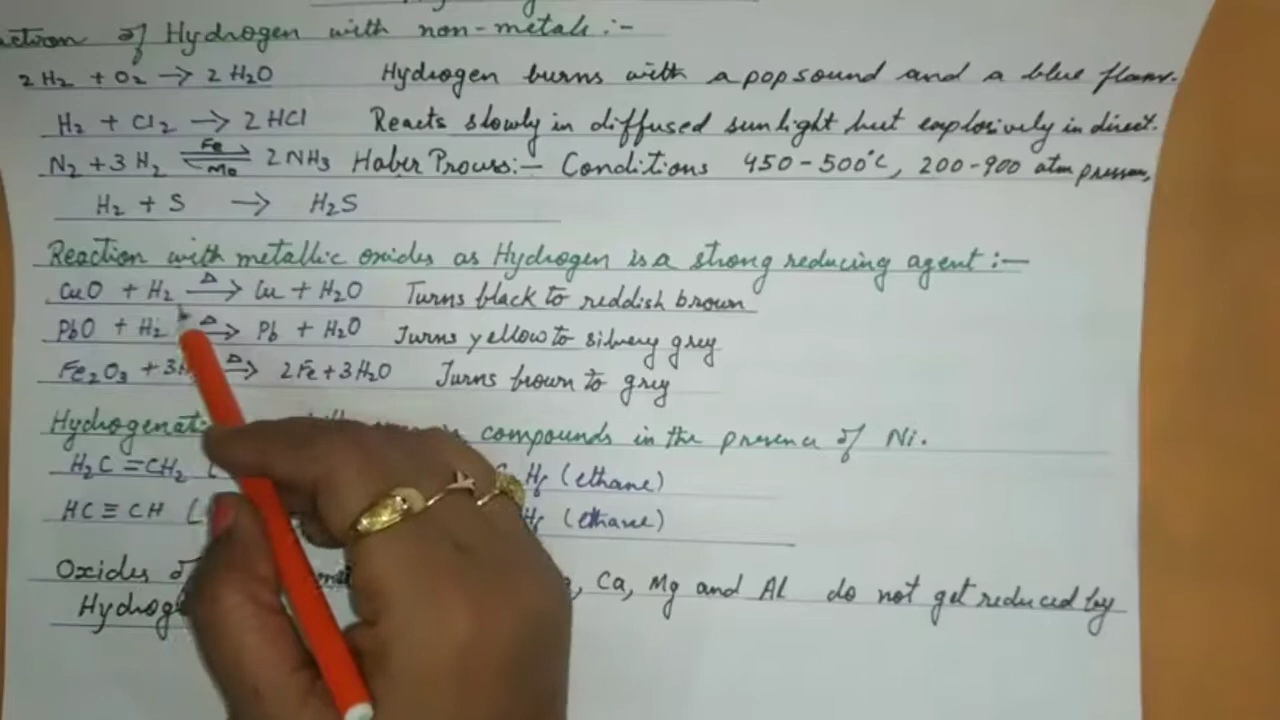 of Hydrogen with non-metals :-
2H₂ + O₂ → 2H₂O Hydrogen burns with a pop sound and a blue flame.
H₂ + Cl₂ → 2HCl Reacts slowly in diffused sunlight but explosively in direct.
N₂ + 3H₂ Fe ⇌ Mo 2NH₃ Haber Process:- Conditions 450-500°C, 200-900 atm pressure,
H₂ + S → H₂S
Reaction with metallic oxides as Hydrogen is a strong reducing agent :-
CuO + H₂ Δ→ Cu + H₂O Turns black to reddish brown
PbO + H₂ Δ→ Pb + H₂O Turns yellow to silvery grey
Fe₂O₃ + 3H Δ→ 2Fe + 3H₂O Turns brown to grey
compounds in the presence of Ni.
H₂C = CH₂ ( H₆ (ethane)
HC ≡ CH ( H₆ (ethane)
Oxides Ca, Mg and Al do not get reduced by